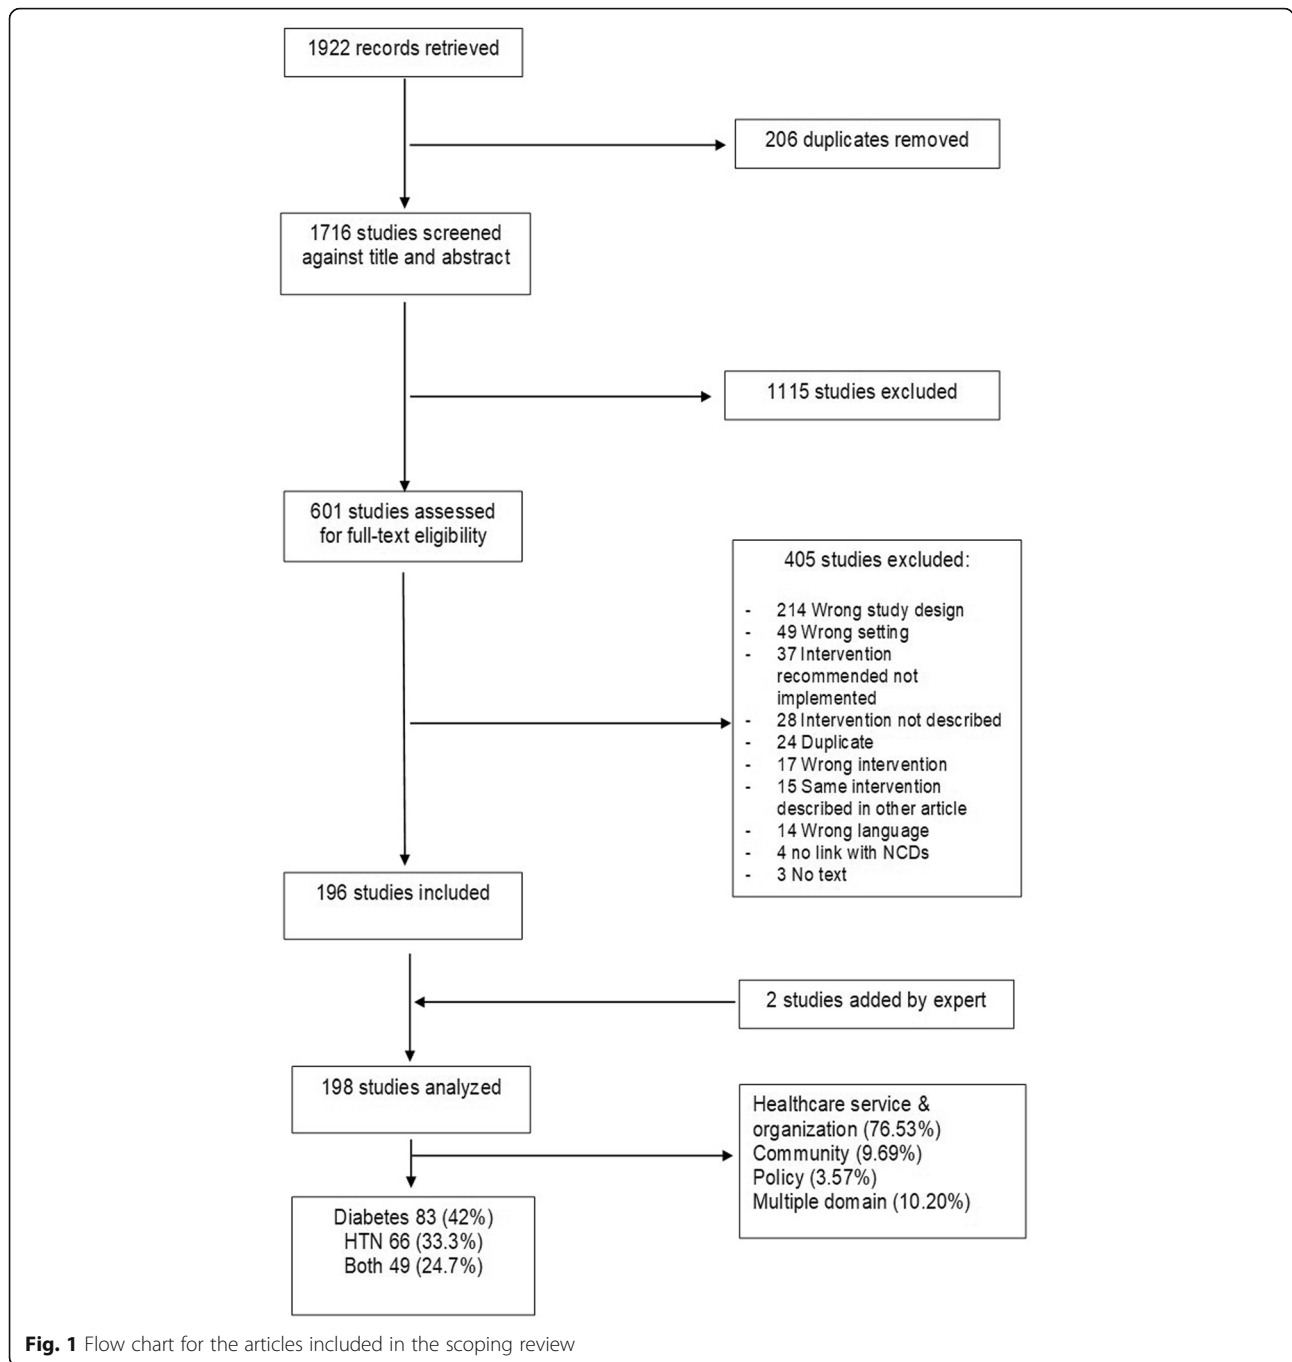 1922 records retrieved
206 duplicates removed
1716 studies screened
against title and abstract
1115 studies excluded
601 studies assessed
for full-text eligibility
405 studies excluded:
- 214 Wrong study design
- 49 Wrong setting
- 37 Intervention
recommended not
implemented
- 28 Intervention not described
- 24 Duplicate
- 17 Wrong intervention
- 15 Same intervention
described in other article
- 14 Wrong language
- 4 no link with NCDs
- 3 No text
196 studies included
2 studies added by expert
198 studies analyzed
Healthcare service &
organization (76.53%)
Community (9.69%)
Policy (3.57%)
Multiple domain (10.20%)
Diabetes 83 (42%)
HTN 66 (33.3%)
Both 49 (24.7%)
Fig. 1 Flow chart for the articles included in the scoping review